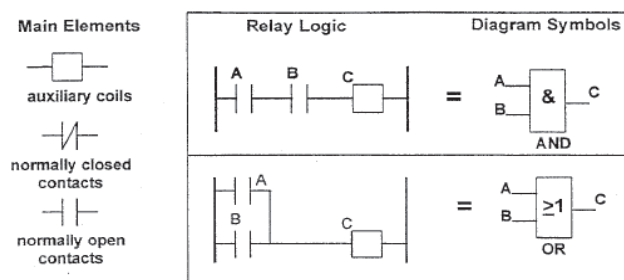 Main Elements
auxiliary coils
normally closed
contacts
normally open
contacts
Relay Logic
Diagram Symbols
A B C
=
A
B
&
C
AND
A
B
C
=
A
B
≥1
C
OR